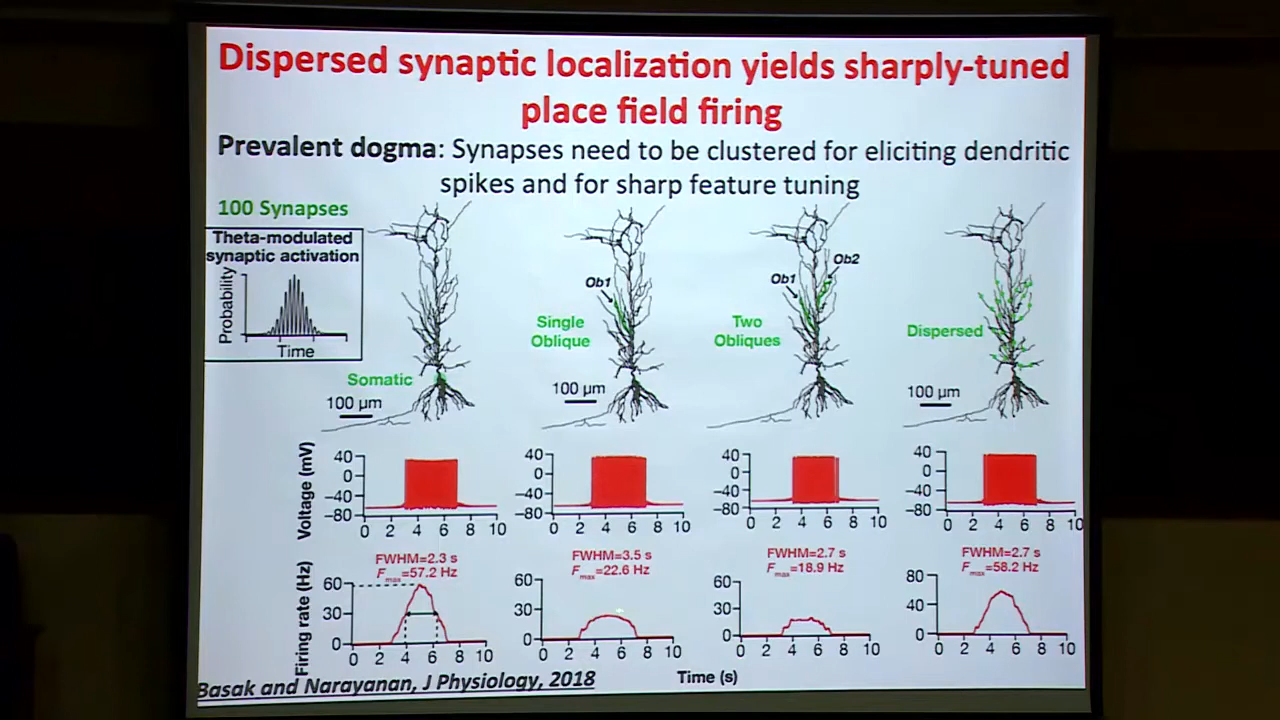 Dispersed synaptic localization yields sharply-tuned
place field firing
Prevalent dogma: Synapses need to be clustered for eliciting dendritic
spikes and for sharp feature tuning
100 Synapses
Theta-modulated
synaptic activation
Probability
Time
Somatic
100 µm
Ob1
Single
Oblique
100 µm
Ob1
Ob2
Two
Obliques
100 µm
Dispersed
100 µm
Voltage (mV)
40
0
−40
−80
0 2 4 6 8 10
40
0
−40
−80
0 2 4 6 8 10
40
0
−40
−80
0 2 4 6 8 10
40
0
−40
−80
0 2 4 6 8 10
Firing rate (Hz)
FWHM=2.3 s
Fmax=57.2 Hz
60
30
0
0 2 4 6 8 10
FWHM=3.5 s
Fmax=22.6 Hz
60
30
0
0 2 4 6 8 10
FWHM=2.7 s
Fmax=18.9 Hz
60
30
0
0 2 4 6 8 10
FWHM=2.7 s
Fmax=58.2 Hz
80
40
0
0 2 4 6 8 10
Time (s)
Basak and Narayanan, J Physiology, 2018